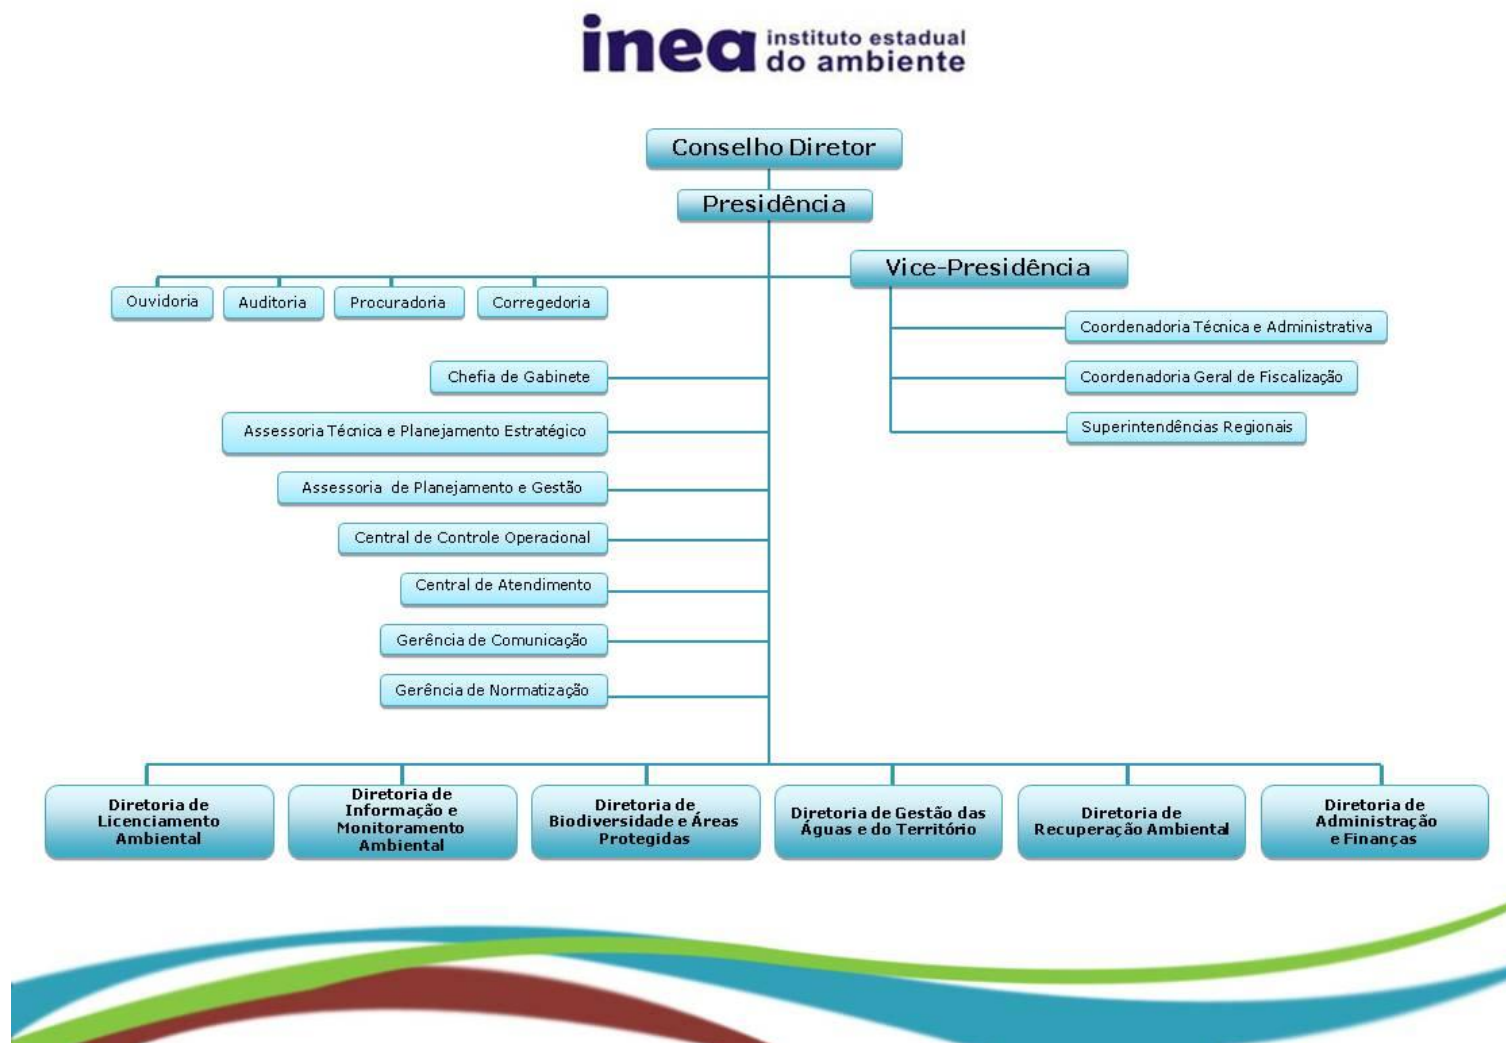 inea instituto estadual
do ambiente
Conselho Diretor
Presidência
Vice-Presidência
Ouvidoria
Auditoria
Procuradoria
Corregedoria
Coordenadoria Técnica e Administrativa
Chefia de Gabinete
Coordenadoria Geral de Fiscalização
Assessoria Técnica e Planejamento Estratégico
Superintendências Regionais
Assessoria de Planejamento e Gestão
Central de Controle Operacional
Central de Atendimento
Gerência de Comunicação
Gerência de Normatização
Diretoria de
Licenciamento
Ambiental
Diretoria de
Informação e
Monitoramento
Ambiental
Diretoria de
Biodiversidade e Áreas
Protegidas
Diretoria de Gestão das
Águas e do Território
Diretoria de
Recuperação Ambiental
Diretoria de
Administração
e Finanças